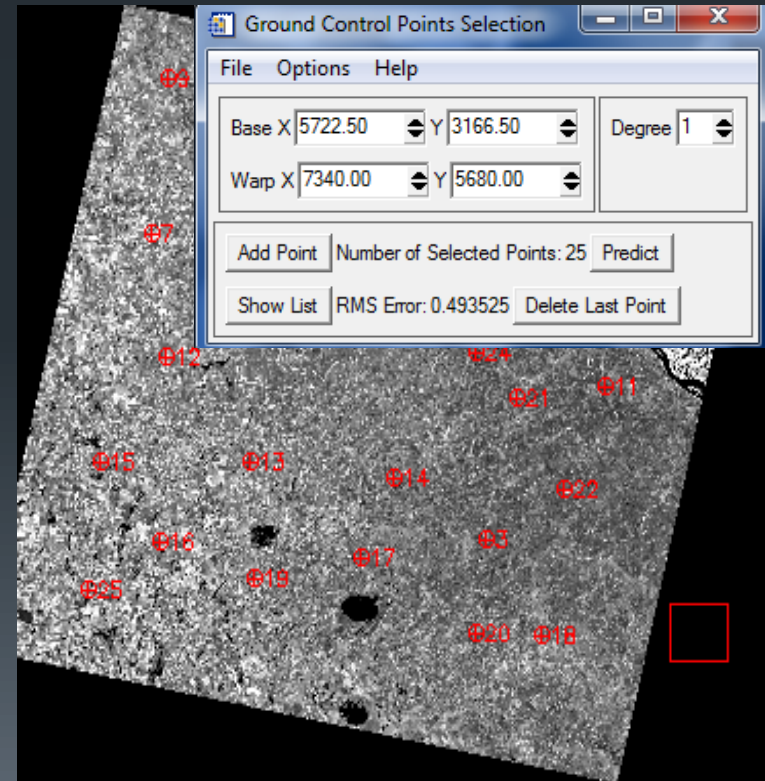 Ground Control Points Selection
File Options Help
Base X 5722.50 Y 3166.50 Degree 1
Warp X 7340.00 Y 5680.00
Add Point Number of Selected Points: 25 Predict
Show List RMS Error: 0.493525 Delete Last Point
9
7
12
24
11
21
15
13
14
22
16
3
17
19
25
20
18